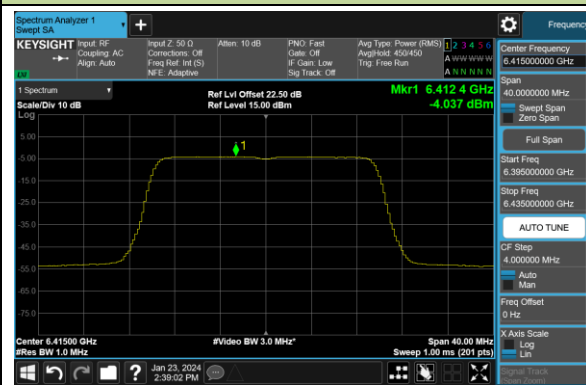 Spectrum Analyzer 1
Swept SA
Frequency
KEYSIGHT
Input: RF
Coupling: AC
Align: Auto
Input Z: 50 Ω
Corrections: Off
Freq Ref: Int (S)
NFE: Adaptive
Atten: 10 dB
PNO: Fast
Gate: Off
IF Gain: Low
Sig Track: Off
Avg Type: Power (RMS)
Avg|Hold: 450/450
Trig: Free Run
1 2 3 4 5 6
A W W W W W
A N N N N N
LXI
1 Spectrum
Scale/Div 10 dB
Log
Ref Lvl Offset 22.50 dB
Ref Level 15.00 dBm
Mkr1 6.412 4 GHz
-4.037 dBm
1
5.00
-5.00
-15.0
-25.0
-35.0
-45.0
-55.0
-65.0
-75.0
Center 6.41500 GHz
#Res BW 1.0 MHz
#Video BW 3.0 MHz*
Span 40.00 MHz
Sweep 1.00 ms (201 pts)
Jan 23, 2024
2:39:02 PM
Center Frequency
6.415000000 GHz
Span
40.0000000 MHz
Swept Span
Zero Span
Full Span
Start Freq
6.395000000 GHz
Stop Freq
6.435000000 GHz
AUTO TUNE
CF Step
4.000000 MHz
Auto
Man
Freq Offset
0 Hz
X Axis Scale
Log
Lin
Signal Track
(Span Zoom)